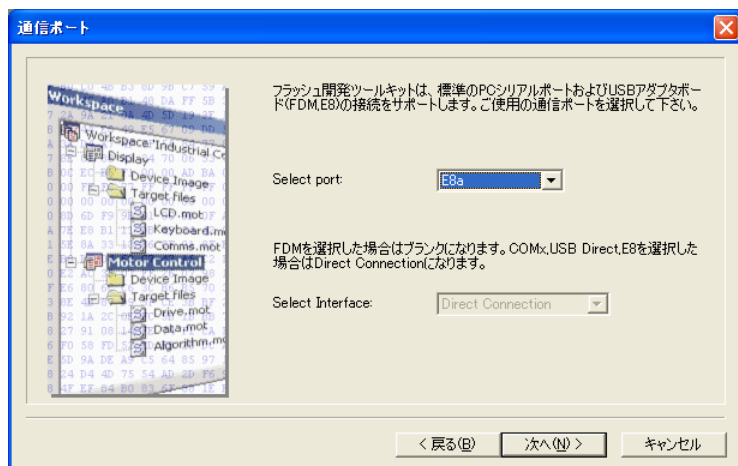 通信ポート
Workspace
Workspace 'Industrial Co
Display
Device Image
Target files
LCD.mot
Keyboard.m
Comms.mot
Motor Control
Device Image
Target files
Drive.mot
Data.mot
Algorithm.mo
フラッシュ開発ツールキットは、標準のPCシリアルポートおよびUSBアダプタボー
ド(FDM,E8)の接続をサポートします。ご使用の通信ポートを選択して下さい。
Select port:
E8a
FDMを選択した場合はブランクになります。COMx,USB Direct,E8を選択した
場合はDirect Connectionになります。
Select Interface:
Direct Connection
< 戻る(B)
次へ(N) >
キャンセル